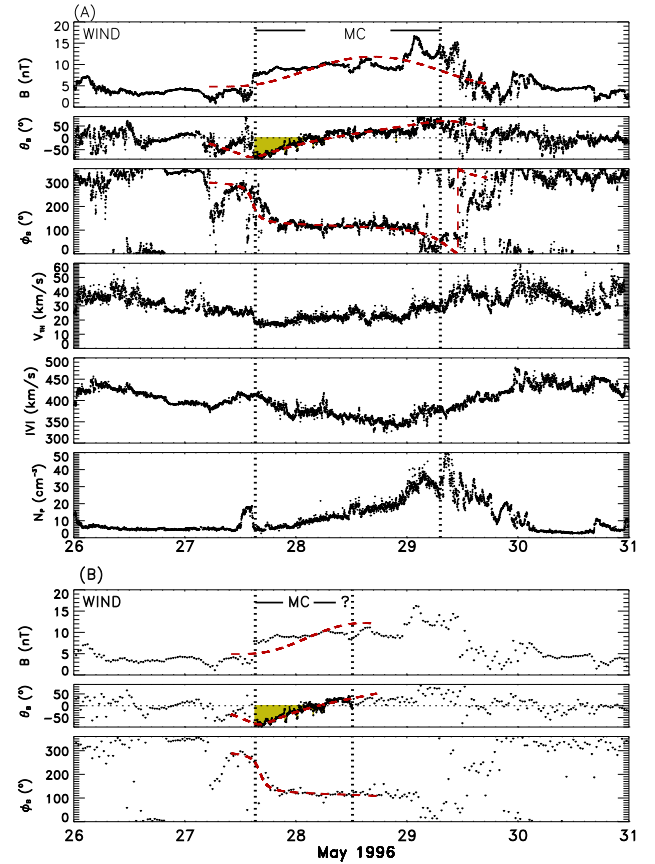 (A)
WIND
MC
B (nT)
20
15
10
5
0
θB (°)
50
0
−50
ϕB (°)
300
200
100
0
VTH (km/s)
60
50
40
30
20
10
0
|V| (km/s)
500
450
400
350
300
NP (cm⁻³)
50
40
30
20
10
0
26 27 28 29 30 31
(B)
WIND
MC ?
B (nT)
20
15
10
5
0
θB (°)
50
0
−50
ϕB (°)
300
200
100
0
26 27 28 29 30 31
May 1996